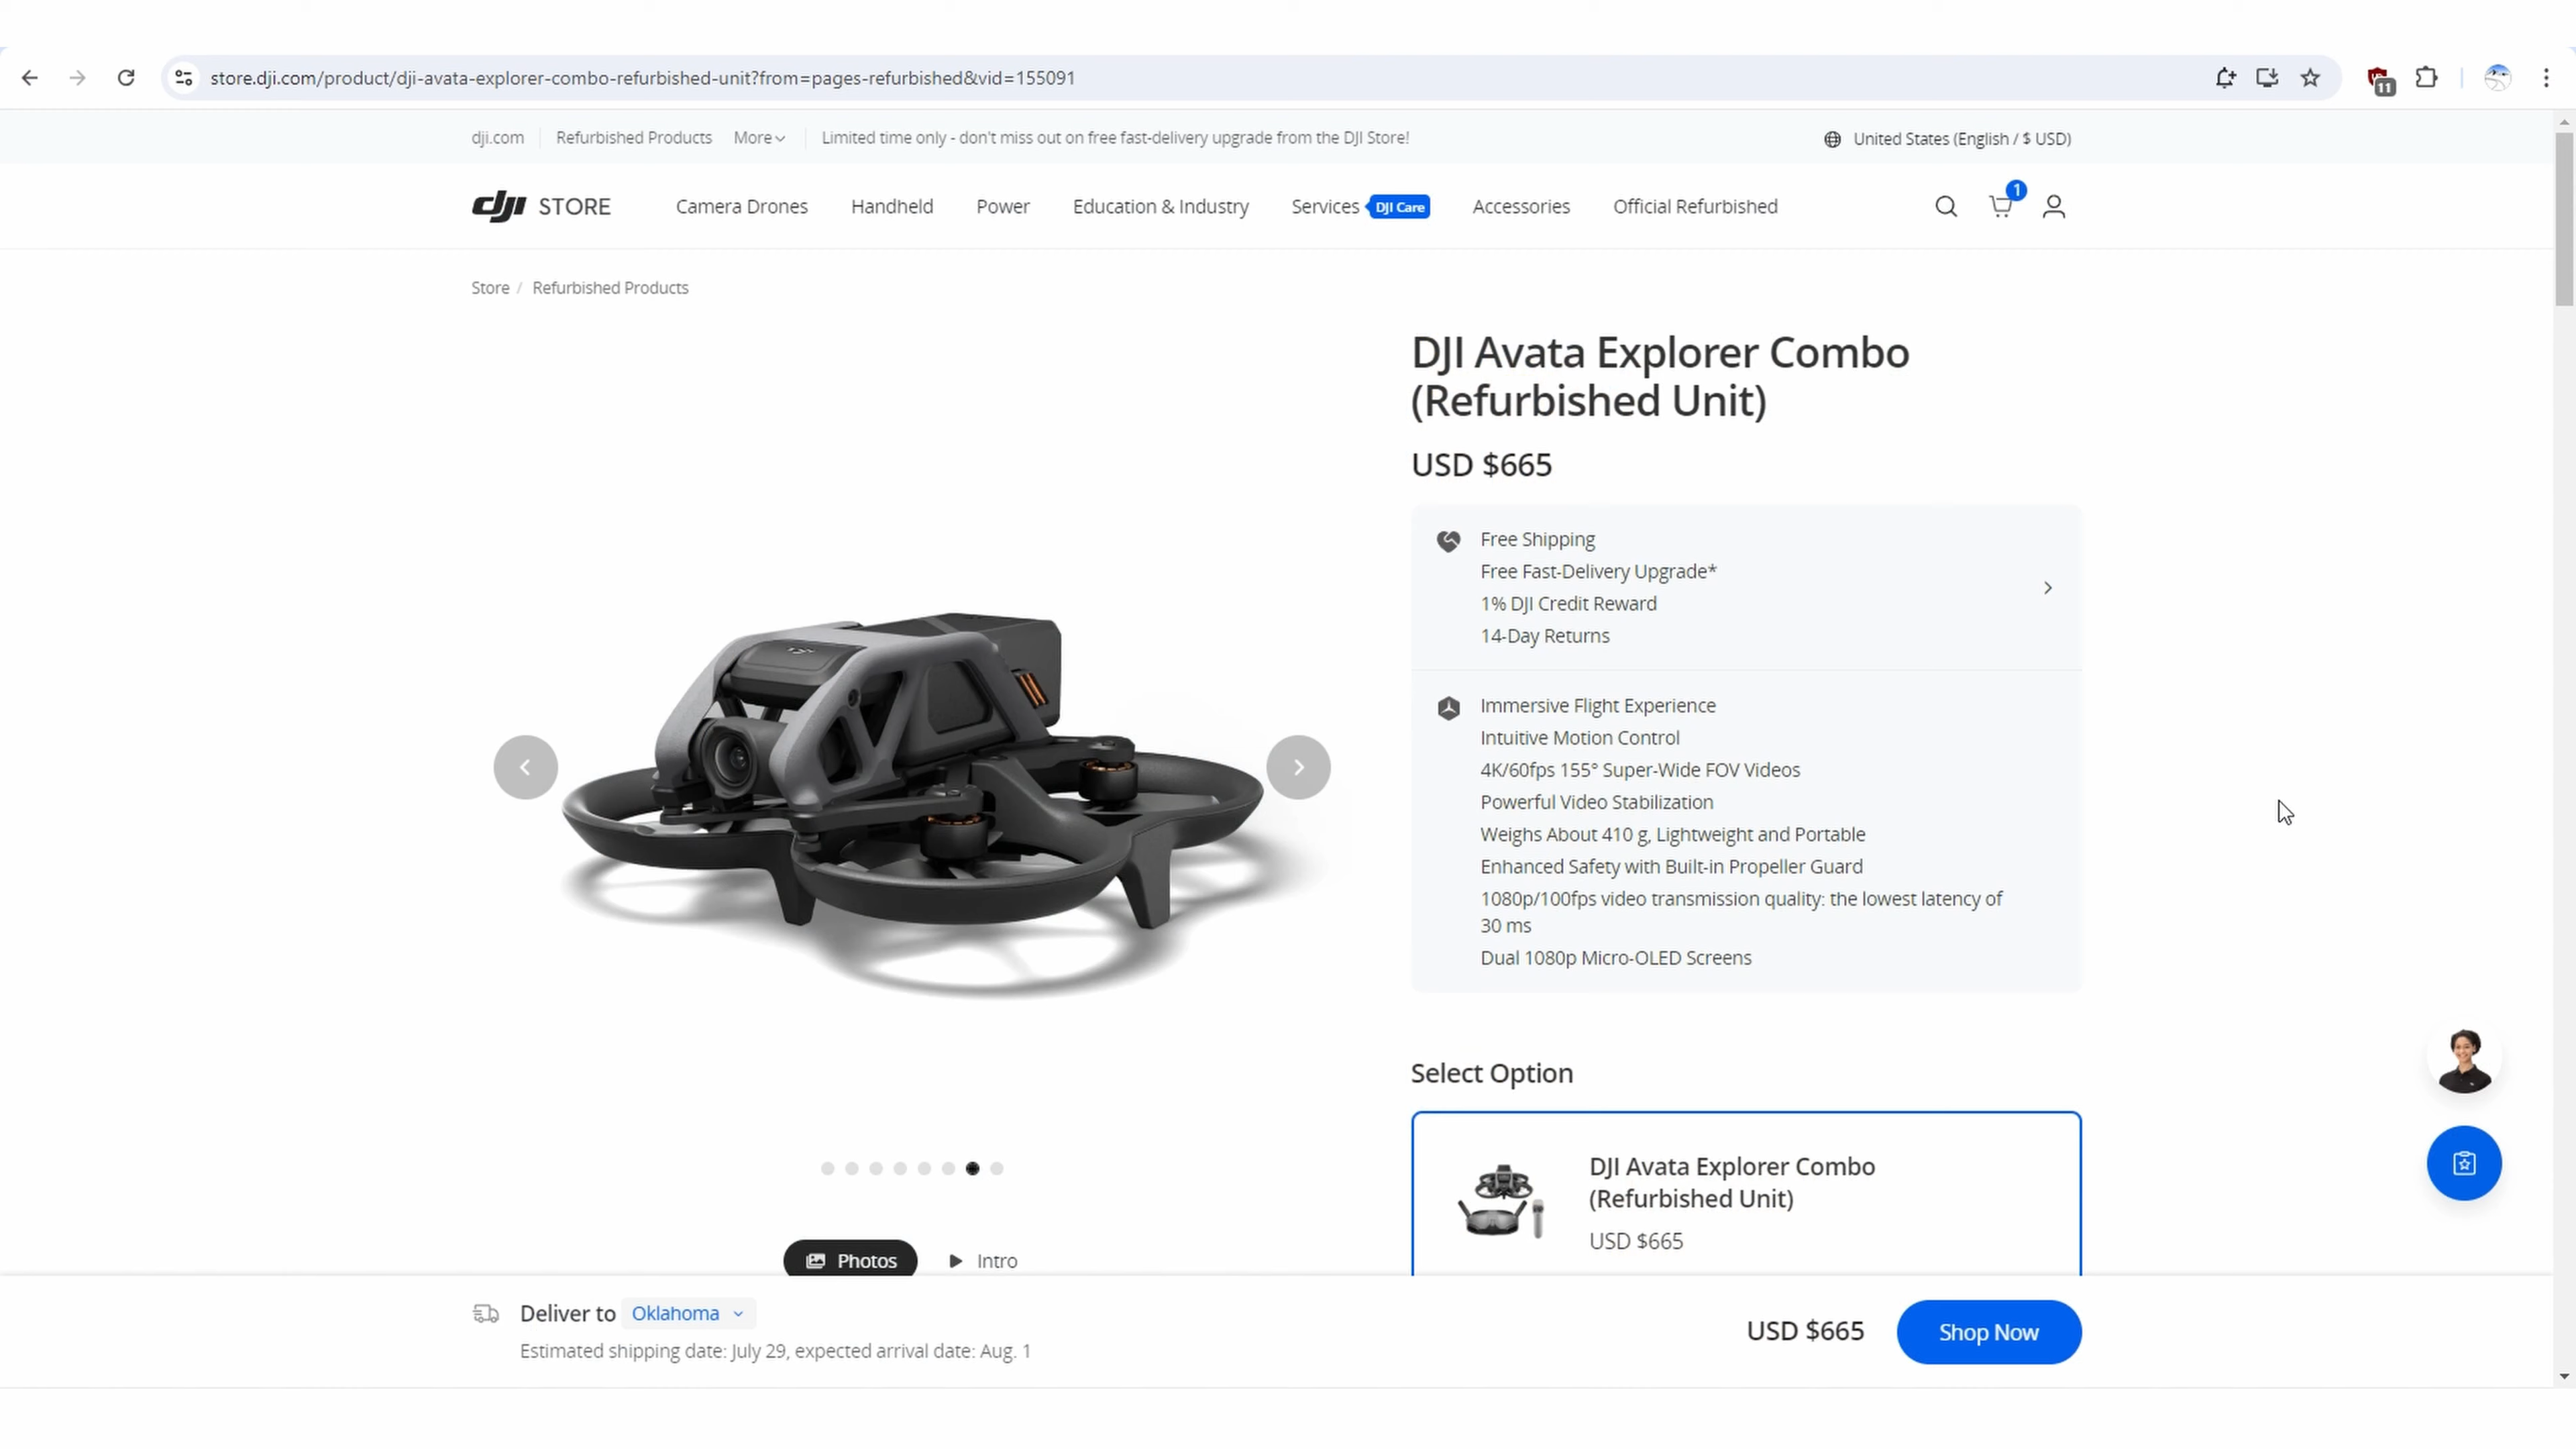 store.dji.com/product/dji-avata-explorer-combo-refurbished-unit?from=pages-refurbished&vid=155091
11
dji.com
Refurbished Products
More
Limited time only - don't miss out on free fast-delivery upgrade from the DJI Store!
United States (English / $ USD)
dji STORE
Camera Drones
Handheld
Power
Education & Industry
Services
DJI Care
Accessories
Official Refurbished
1
Store / Refurbished Products
DJI Avata Explorer Combo
(Refurbished Unit)
USD $665
Free Shipping
Free Fast-Delivery Upgrade*
1% DJI Credit Reward
14-Day Returns
Immersive Flight Experience
Intuitive Motion Control
4K/60fps 155° Super-Wide FOV Videos
Powerful Video Stabilization
Weighs About 410 g, Lightweight and Portable
Enhanced Safety with Built-in Propeller Guard
1080p/100fps video transmission quality: the lowest latency of
30 ms
Dual 1080p Micro-OLED Screens
Select Option
DJI Avata Explorer Combo
(Refurbished Unit)
USD $665
Photos
Intro
Deliver to Oklahoma
Estimated shipping date: July 29, expected arrival date: Aug. 1
USD $665
Shop Now